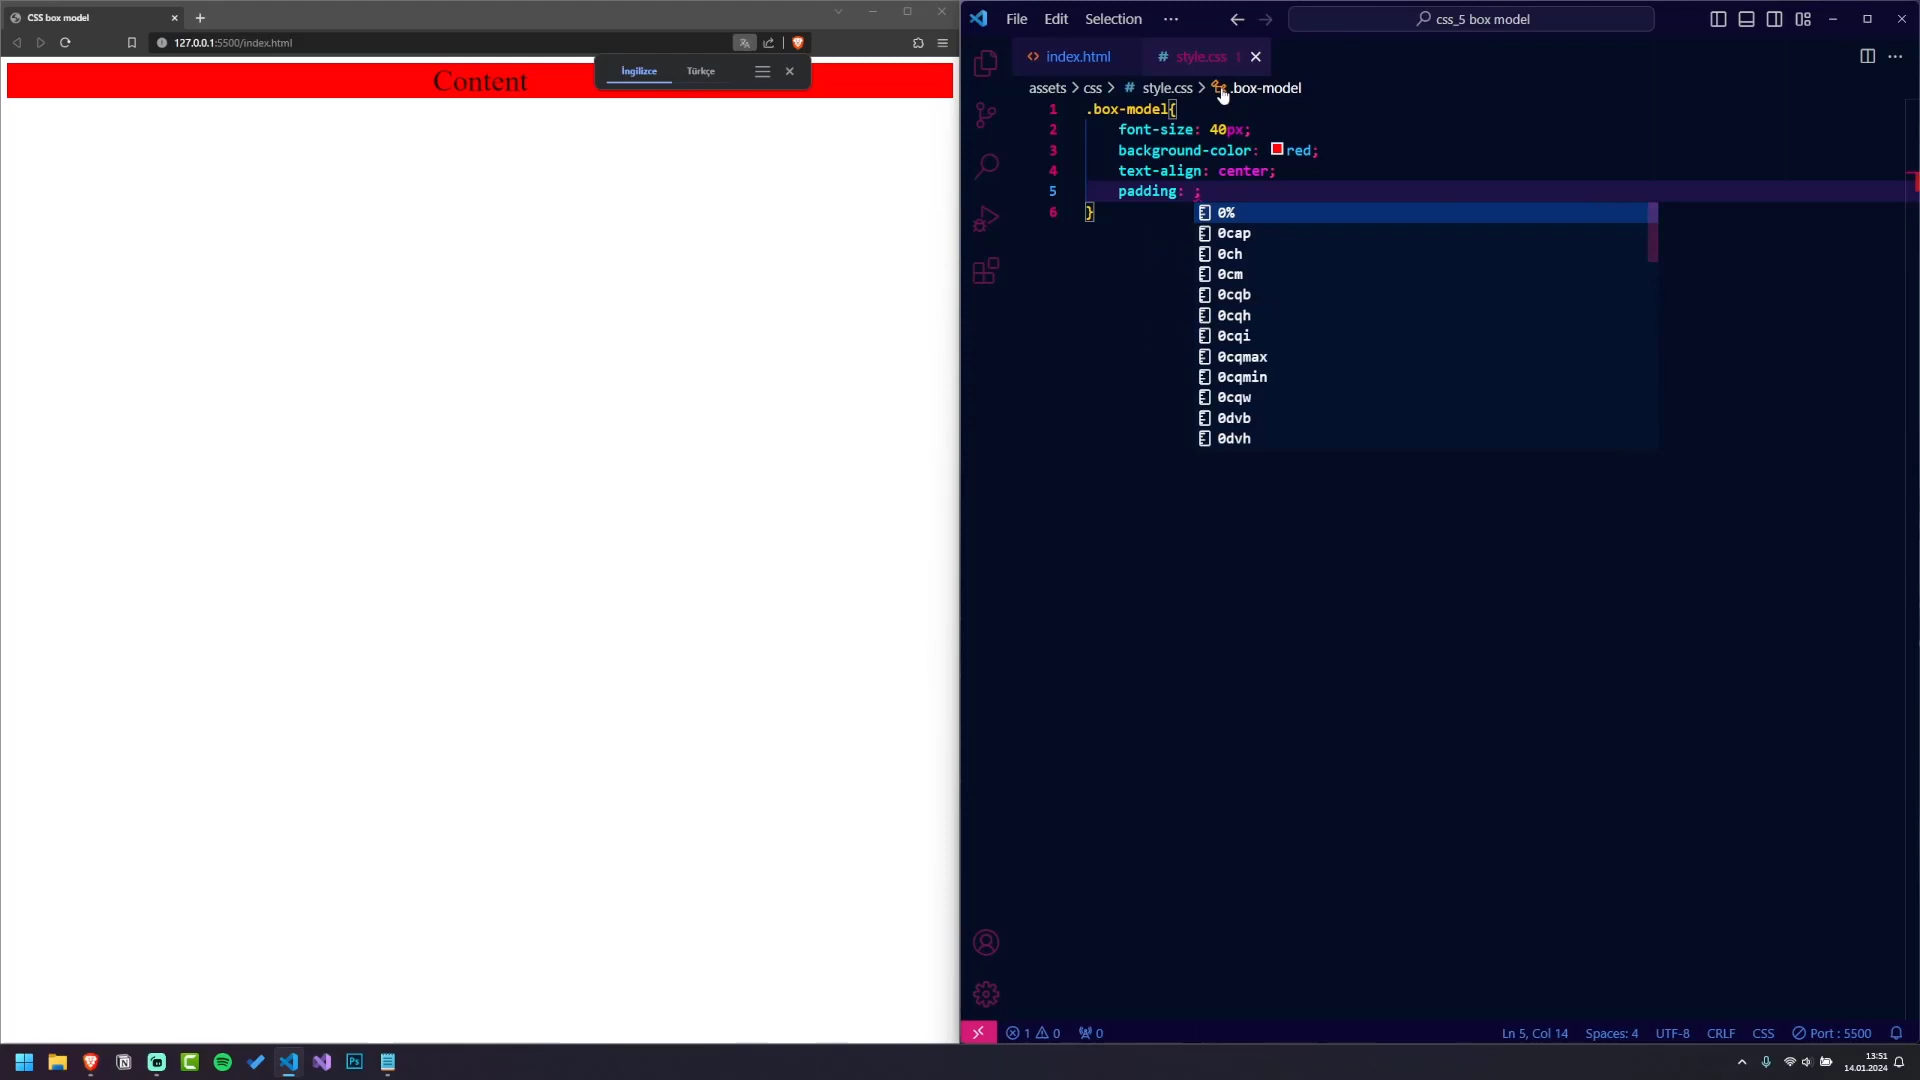 CSS box model
127.0.0.1:5500/index.html
İngilizce Türkçe
Content
File Edit Selection ···
css_5 box model
index.html
# style.css 1
assets > css > # style.css > .box-model
1 .box-model{
2 font-size: 40px;
3 background-color: red;
4 text-align: center;
5 padding: ;
6 }
0%
0cap
0ch
0cm
0cqb
0cqh
0cqi
0cqmax
0cqmin
0cqw
0dvb
0dvh
1 0 0
Ln 5, Col 14 Spaces: 4 UTF-8 CRLF CSS Port : 5500
Ps
13:51
14.01.2024